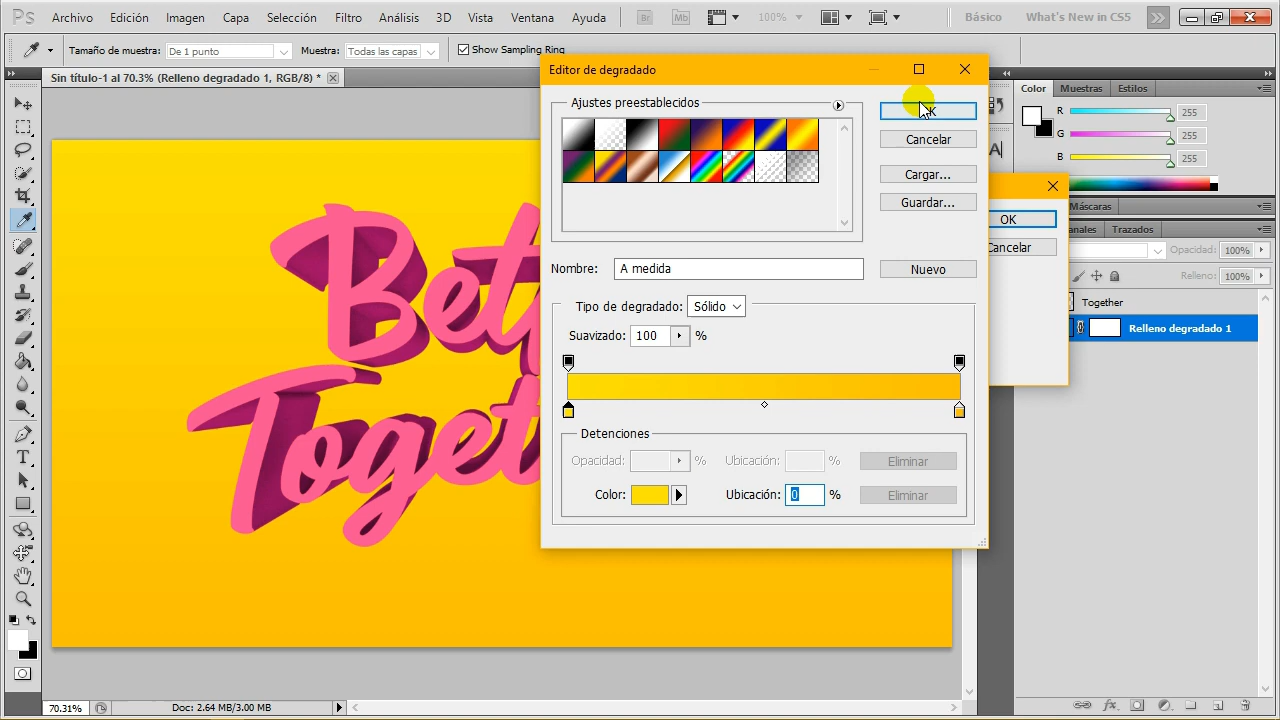 Ps Archivo Edición Imagen Capa Selección Filtro Análisis 3D Vista Ventana Ayuda Br Mb 100% Básico What's New in CS5
Tamaño de muestra: De 1 punto Muestra: Todas las capas Show Sampling Ring
Sin título-1 al 70.3% (Relleno degradado 1, RGB/8) *
Editor de degradado
Ajustes preestablecidos
Cancelar
Cargar...
Guardar...
Nombre: A medida Nuevo
Tipo de degradado: Sólido
Suavizado: 100 %
Detenciones
Opacidad: % Ubicación: % Eliminar
Color: Ubicación: 0 % Eliminar
OK
Cancelar
Color Muestras Estilos
R 255
G 255
B 255
Máscaras
Trazados
Opacidad: 100%
Relleno: 100%
Together
Relleno degradado 1
70.31% Doc: 2.64 MB/3.00 MB